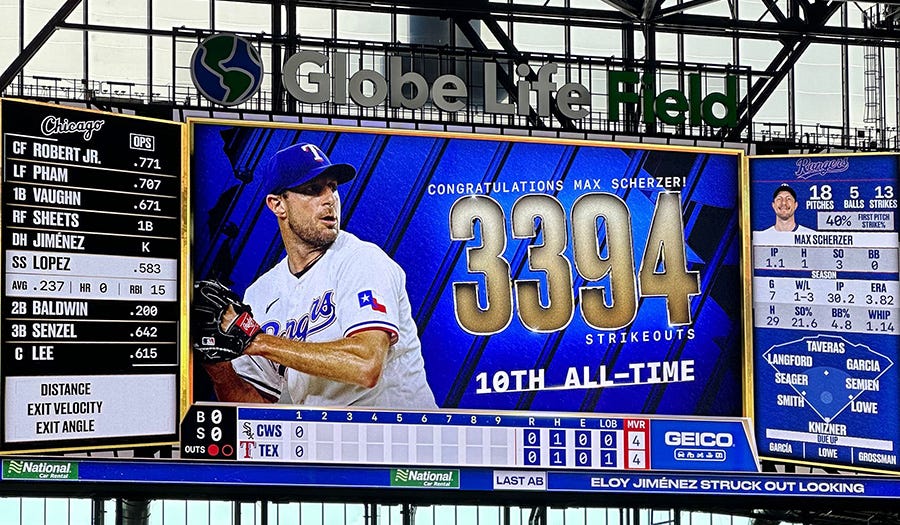 Globe Life Field
Chicago OPS
CF ROBERT JR. .771
LF PHAM .707
1B VAUGHN .671
RF SHEETS 1B
DH JIMÉNEZ K
SS LOPEZ .583
AVG .237 HR 0 RBI 15
2B BALDWIN .200
3B SENZEL .642
C LEE .615
DISTANCE
EXIT VELOCITY
EXIT ANGLE
T
Rangers
CONGRATULATIONS MAX SCHERZER!
3394
STRIKEOUTS
10TH ALL-TIME
Rangers
18 5 13
PITCHES BALLS STRIKES
40% FIRST PITCH STRIKE%
MAX SCHERZER
IP H SO BB
1.1 1 3 0
SEASON
G W/L IP ERA
7 1-3 30.2 3.82
H SO% BB% WHIP
29 21.6 4.8 1.14
TAVERAS
LANGFORD GARCIA
SEAGER SEMIEN
SMITH LOWE
KNIZNER
DUE UP
GARCÍA LOWE GROSSMAN
B 0
S 0
OUTS
1 2 3 4 5 6 7 8 9 R H E LOB MVR
CWS 0 0 1 0 0 4
TEX 0 0 1 0 1 4
GEICO
National Car Rental
National Car Rental
LAST AB ELOY JIMÉNEZ STRUCK OUT LOOKING